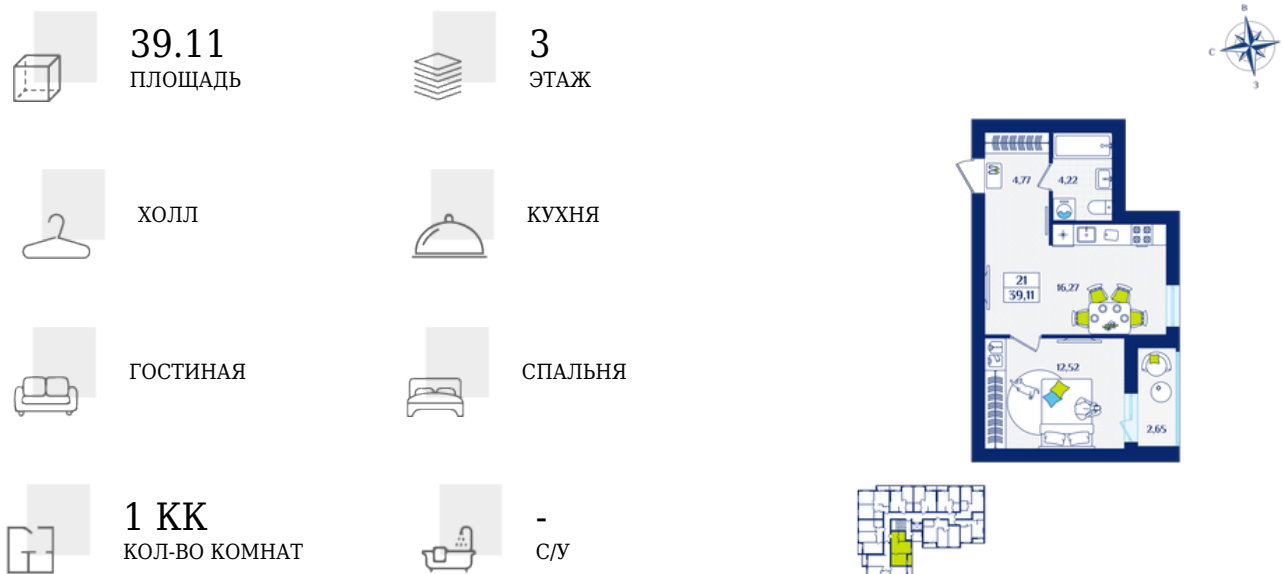 39.11
ПЛОЩАДЬ
3
ЭТАЖ
ХОЛЛ
КУХНЯ
ГОСТИНАЯ
СПАЛЬНЯ
1 КК
КОЛ-ВО КОМНАТ
-
С/У
В
С
З
4,77
4,22
21
39,11
16,27
12,52
2,65